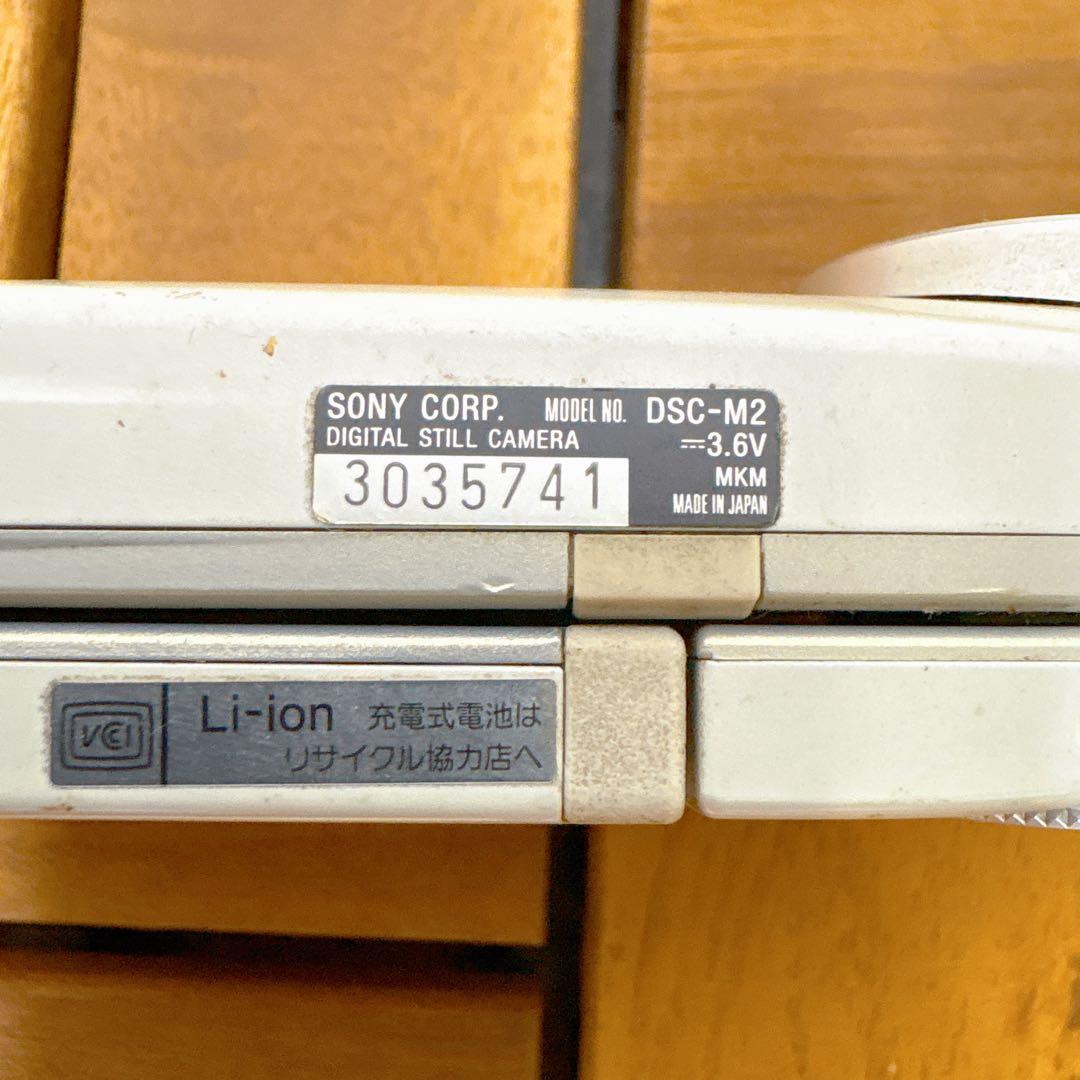 SONY CORP. MODEL NO. DSC-M2
DIGITAL STILL CAMERA ⎓3.6V
3035741 MKM
MADE IN JAPAN
VCCI
Li-ion 充電式電池は
リサイクル協力店へ